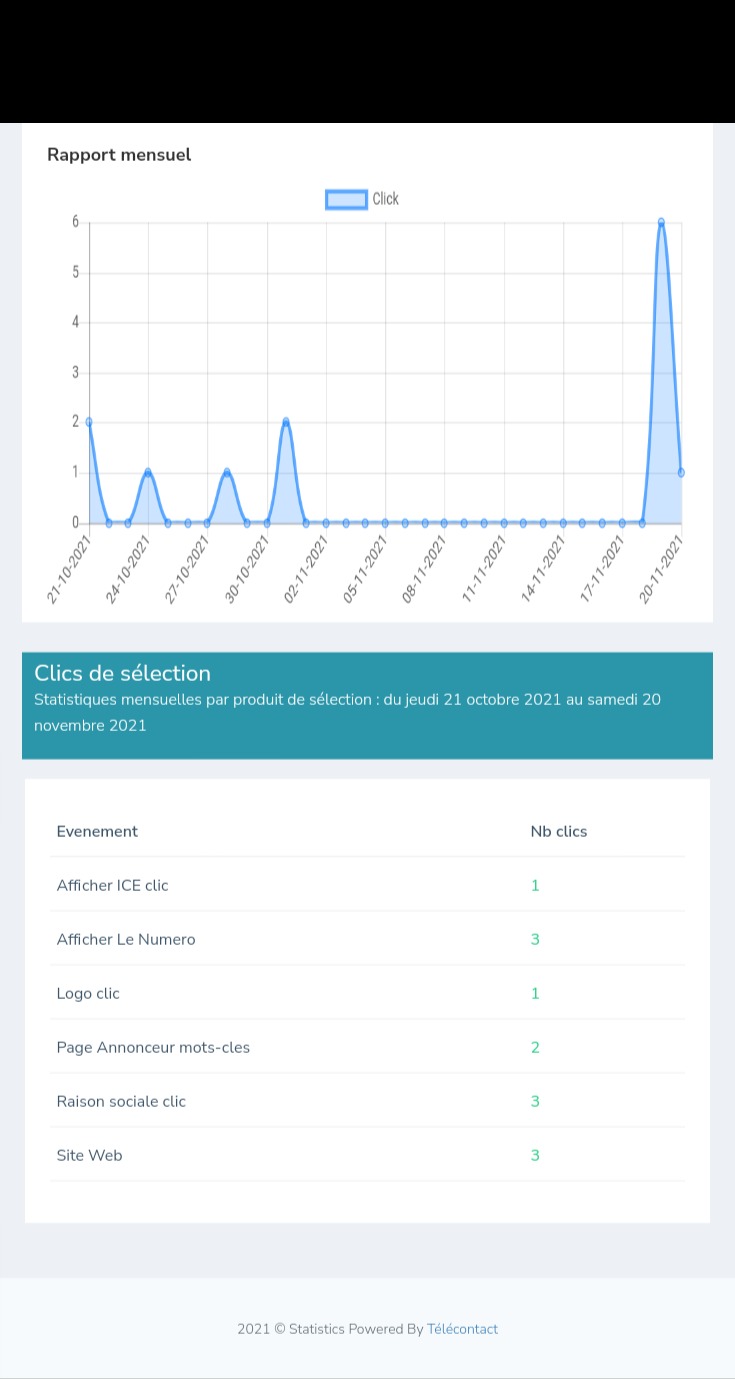 Rapport mensuel
Click
6
5
4
3
2
1
0
21-10-2021
24-10-2021
27-10-2021
30-10-2021
02-11-2021
05-11-2021
08-11-2021
11-11-2021
14-11-2021
17-11-2021
20-11-2021
Clics de sélection
Statistiques mensuelles par produit de sélection : du jeudi 21 octobre 2021 au samedi 20
novembre 2021
Evenement Nb clics
Afficher ICE clic 1
Afficher Le Numero 3
Logo clic 1
Page Annonceur mots-cles 2
Raison sociale clic 3
Site Web 3
2021 © Statistics Powered By Télécontact